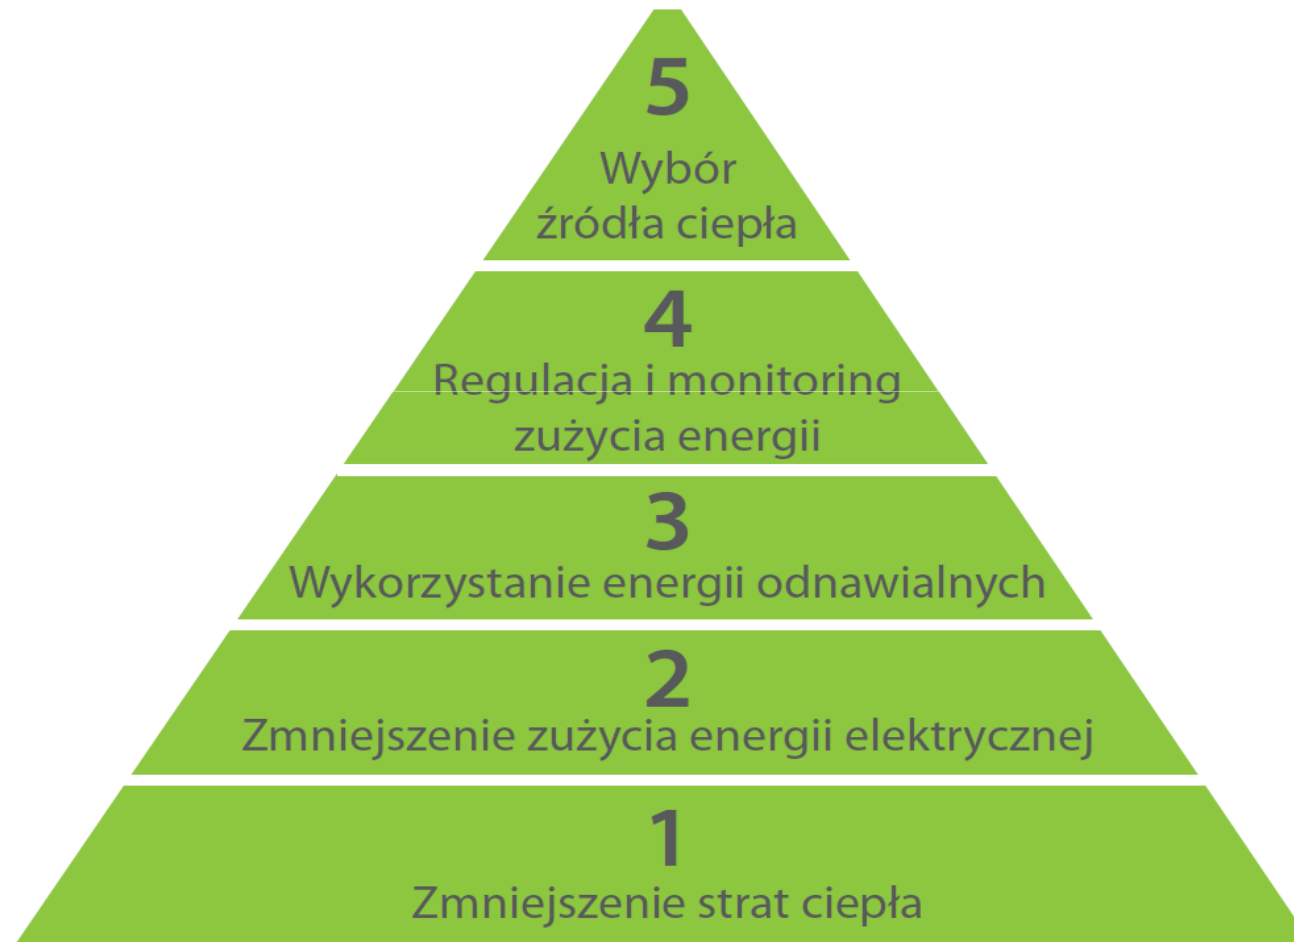 5
Wybór
źródła ciepła
4
Regulacja i monitoring
zużycia energii
3
Wykorzystanie energii odnawialnych
2
Zmniejszenie zużycia energii elektrycznej
1
Zmniejszenie strat ciepła